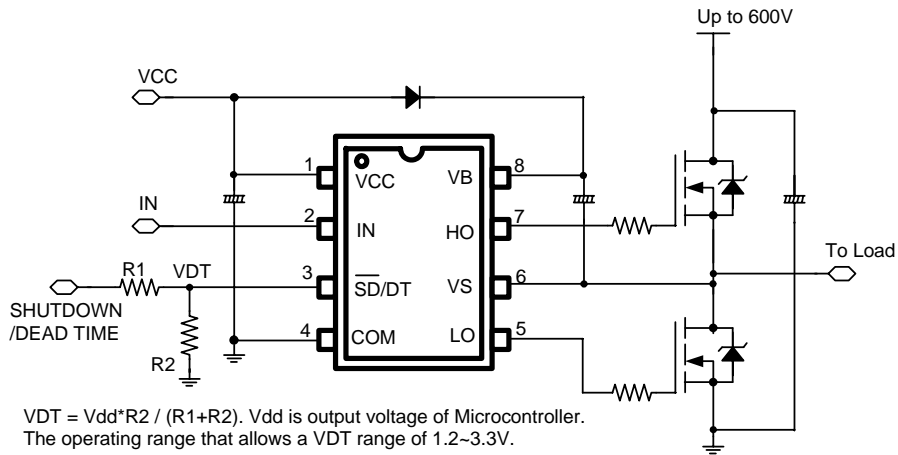 Up to 600V
VCC
1
VCC
VB
8
IN
2
IN
HO
7
To Load
R1
VDT
3
SD/DT
VS
6
SHUTDOWN
/DEAD TIME
R2
4
COM
LO
5
VDT = Vdd*R2 / (R1+R2). Vdd is output voltage of Microcontroller.
The operating range that allows a VDT range of 1.2~3.3V.